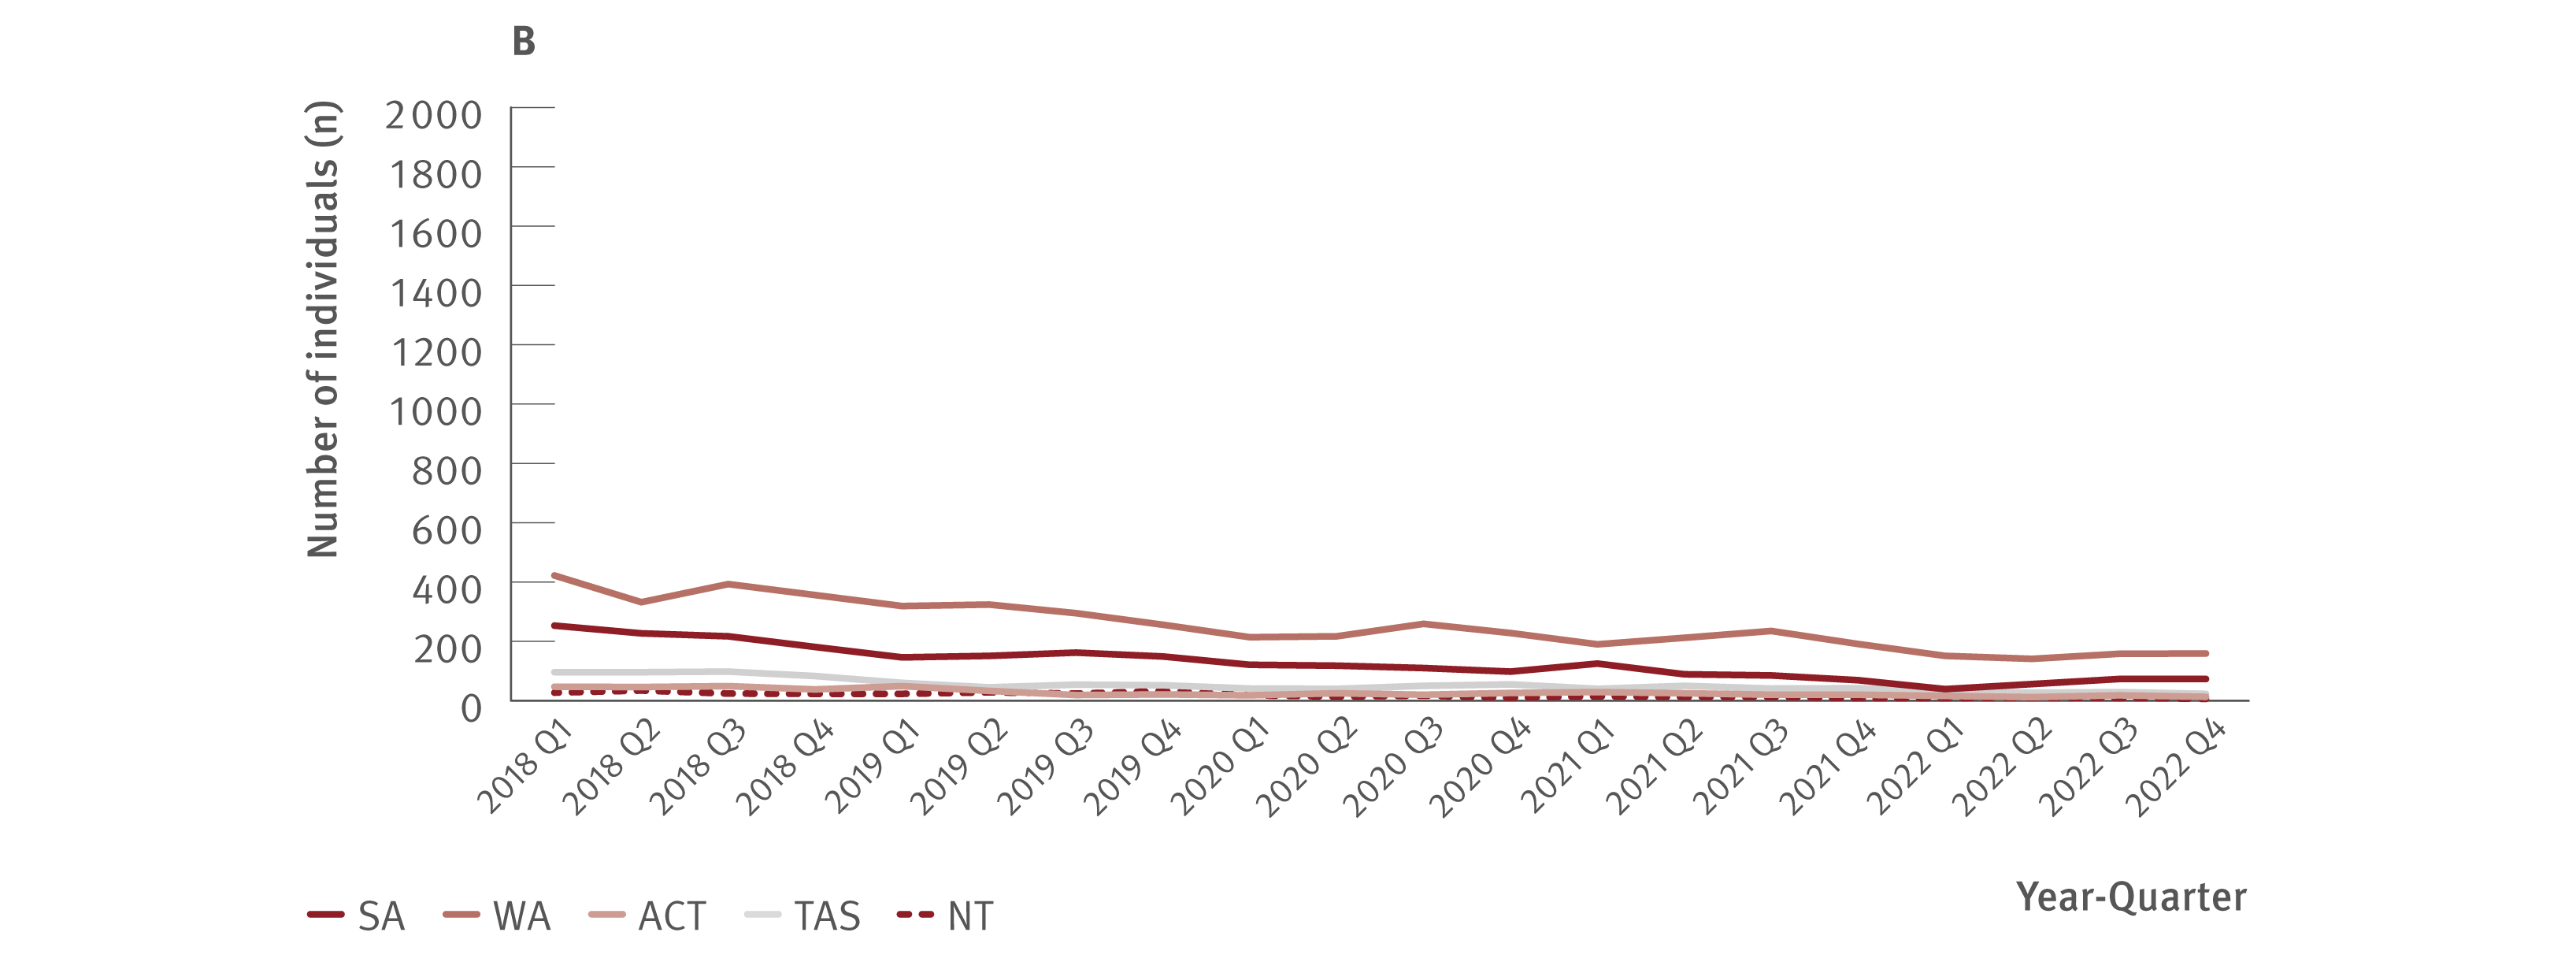 B
Number of individuals (n)
2000
1800
1600
1400
1200
1000
800
600
400
200
0
2018 Q1
2018 Q2
2018 Q3
2018 Q4
2019 Q1
2019 Q2
2019 Q3
2019 Q4
2020 Q1
2020 Q2
2020 Q3
2020 Q4
2021 Q1
2021 Q2
2021 Q3
2021 Q4
2022 Q1
2022 Q2
2022 Q3
2022 Q4
Year-Quarter
SA WA ACT TAS NT